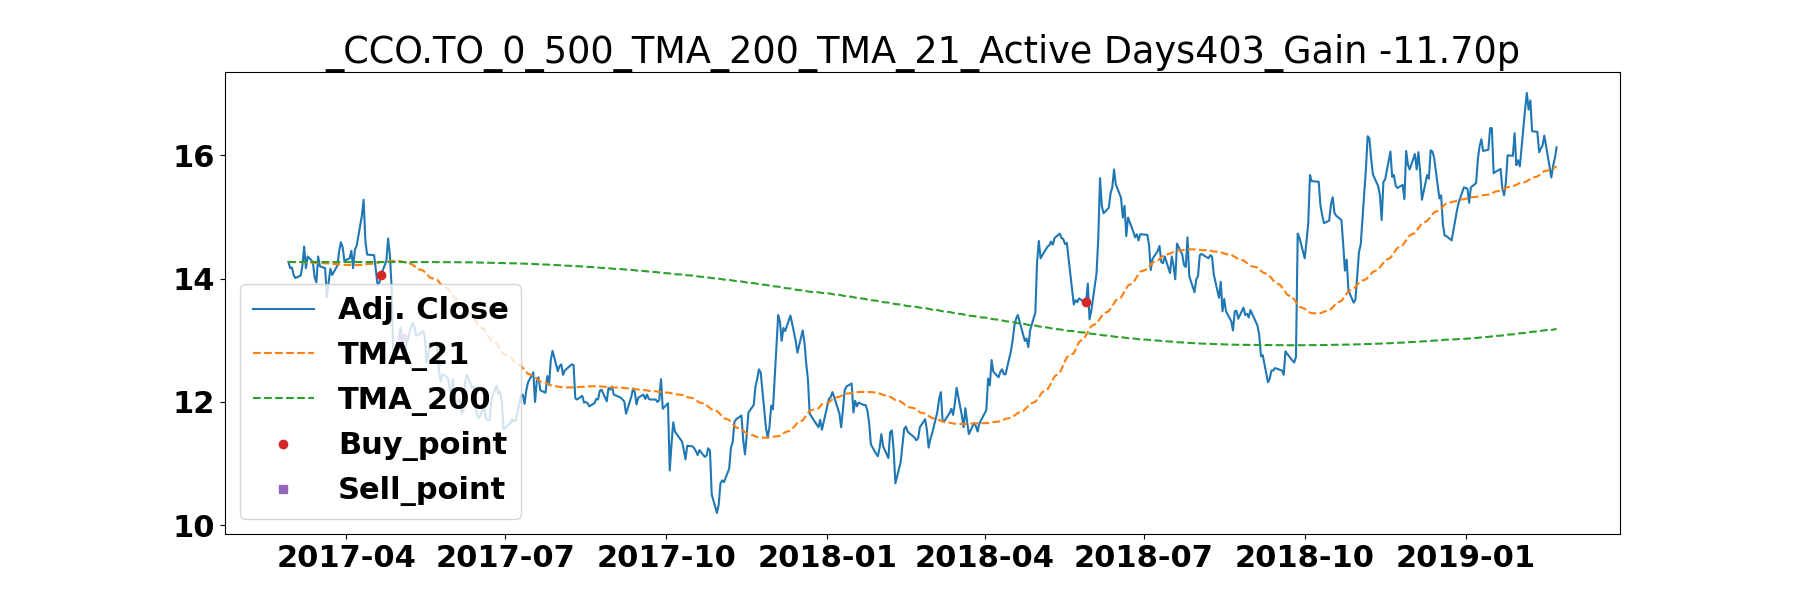 _CCO.TO_0_500_TMA_200_TMA_21_Active Days403_Gain -11.70p
16
14
12
10
Adj. Close
TMA_21
TMA_200
Buy_point
Sell_point
2017-04 2017-07 2017-10 2018-01 2018-04 2018-07 2018-10 2019-01